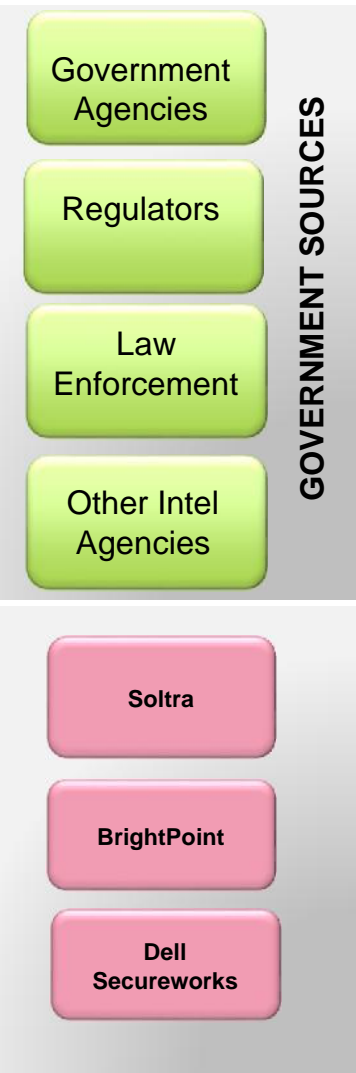 Government
Agencies
Regulators
Law
Enforcement
Other Intel
Agencies
GOVERNMENT SOURCES
Soltra
BrightPoint
Dell
Secureworks